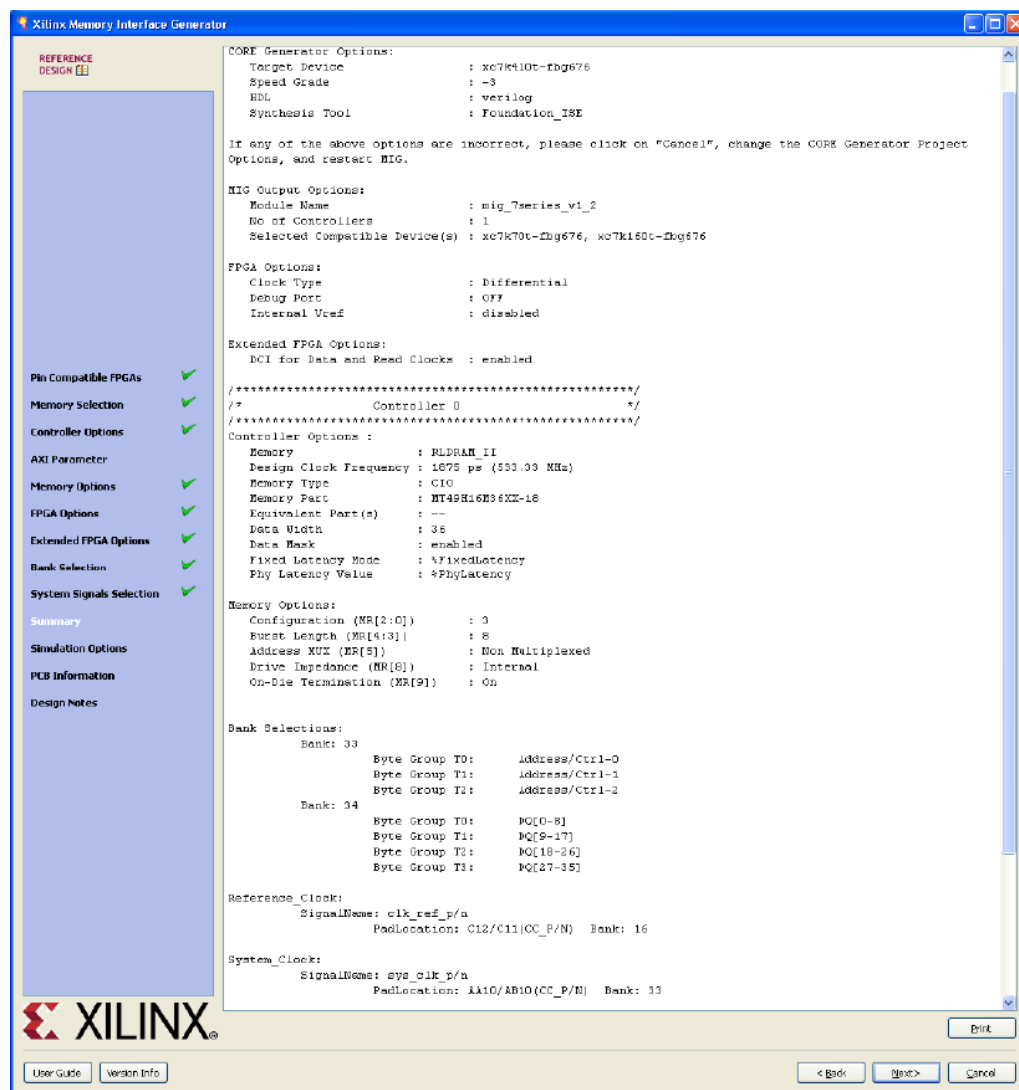 Xilinx Memory Interface Generator
REFERENCE
DESIGN
Pin Compatible FPGAs
Memory Selection
Controller Options
AXI Parameter
Memory Options
FPGA Options
Extended FPGA Options
Bank Selection
System Signals Selection
Summary
Simulation Options
PCB Information
Design Notes
CORE Generator Options:
Target Device : xc7k410t-fbg676
Speed Grade : -3
HDL : verilog
Synthesis Tool : Foundation_ISE
If any of the above options are incorrect, please click on "Cancel", change the CORE Generator Project
Options, and restart MIG.
MIG Output Options:
Module Name : mig_7series_v1_2
No of Controllers : 1
Selected Compatible Device(s) : xc7k70t-fbg676, xc7k160t-fbg676
FPGA Options:
Clock Type : Differential
Debug Port : OFF
Internal Vref : disabled
Extended FPGA Options:
DCI for Data and Read Clocks : enabled
/*******************************************************/
/* Controller 0 */
/*******************************************************/
Controller Options :
Memory : RLDRAM_II
Design Clock Frequency : 1875 ps (533.33 MHz)
Memory Type : CIO
Memory Part : MT49H16M36XX-18
Equivalent Part(s) : --
Data Width : 36
Data Mask : enabled
Fixed Latency Mode : %FixedLatency
Phy Latency Value : %PhyLatency
Memory Options:
Configuration (MR[2:0]) : 3
Burst Length (MR[4:3]) : 8
Address MUX (MR[5]) : Non Multiplexed
Drive Impedance (MR[8]) : Internal
On-Die Termination (MR[9]) : On
Bank Selections:
Bank: 33
Byte Group T0: Address/Ctrl-0
Byte Group T1: Address/Ctrl-1
Byte Group T2: Address/Ctrl-2
Bank: 34
Byte Group T0: DQ[0-8]
Byte Group T1: DQ[9-17]
Byte Group T2: DQ[18-26]
Byte Group T3: DQ[27-35]
Reference_Clock:
SignalName: clk_ref_p/n
PadLocation: C12/C11(CC_P/N) Bank: 16
System_Clock:
SignalName: sys_clk_p/n
PadLocation: AA10/AB10(CC_P/N) Bank: 33
XILINX®
Print
User Guide
Version Info
< Back
Next >
Cancel